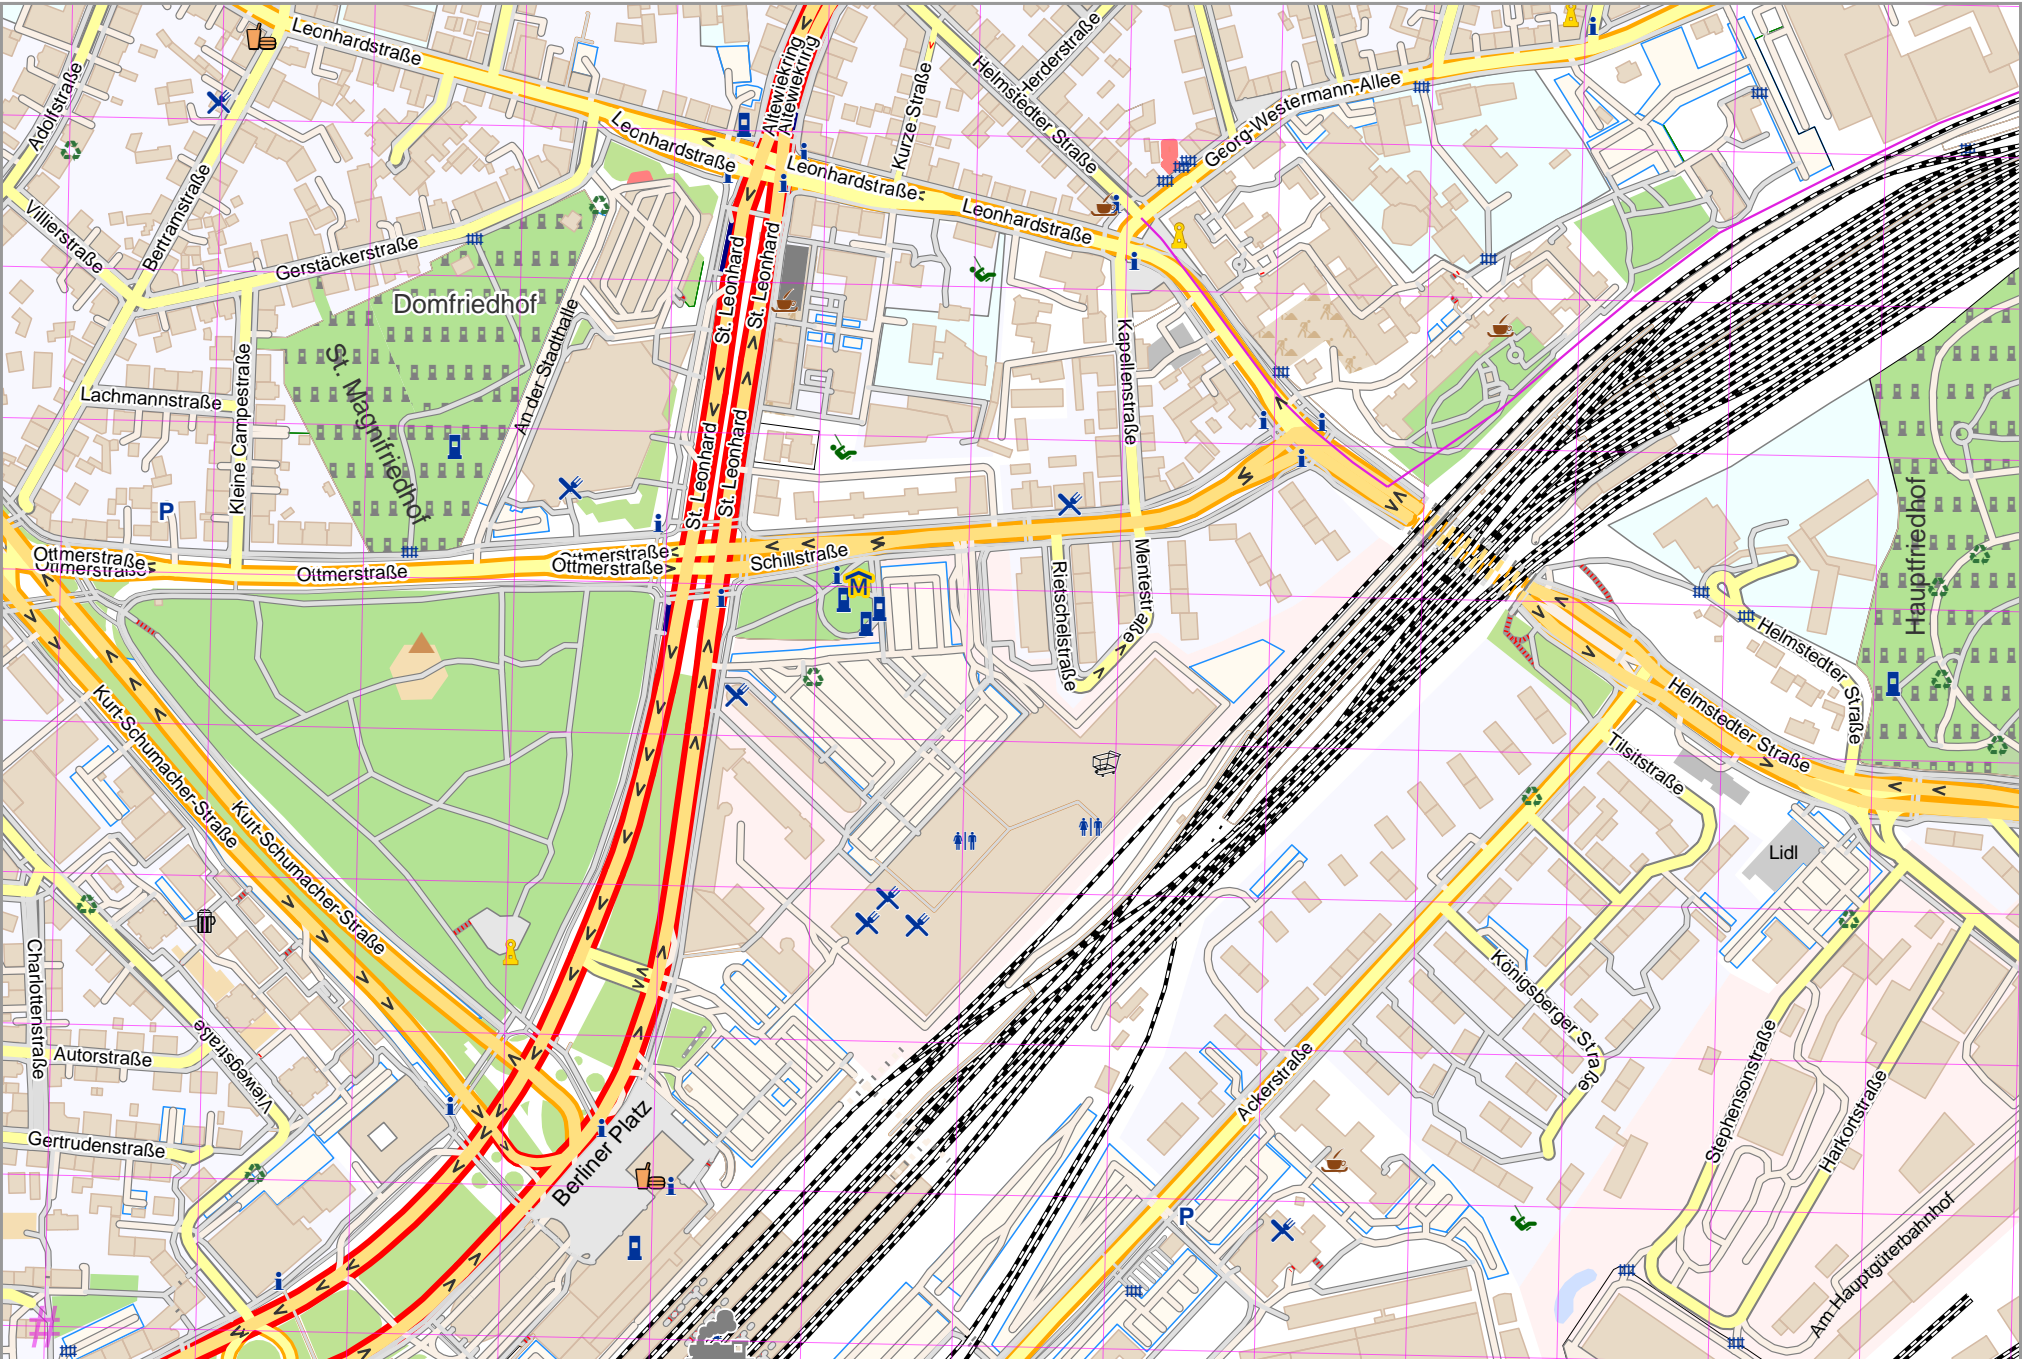 Leonhardstraße
Altewiekring
Altewiekring
Herderstraße
Helmstedter Straße
Adolfstraße
Kurze-Straße
Georg-Westermann-Allee
Leonhardstraße
Leonhardstraße
Leonhardstraße
Bertramstraße
Villierstraße
Gerstäckerstraße
Domfriedhof
St. Leonhard
St. Leonhard
An der Stadthalle
Kapellenstraße
St. Magnifriedhof
Lachmannstraße
Kleine Campestraße
St. Leonhard
St. Leonhard
P
Hauptfriedhof
Ottmerstraße
Ottmerstraße
Ottmerstraße
Ottmerstraße
Ottmerstraße
Schillstraße
M
Rietschelstraße
Mentestraße
Helmstedter Straße
Helmstedter Straße
Kurt-Schumacher-Straße
Kurt-Schumacher-Straße
Tilsitstraße
Lidl
Charlottenstraße
Königsberger Straße
Autorstraße
Viewegstraße
Ackerstraße
Stephensonstraße
Harkortstraße
Gertrudenstraße
Berliner Platz
P
Am Hauptgüterbahnhof
#